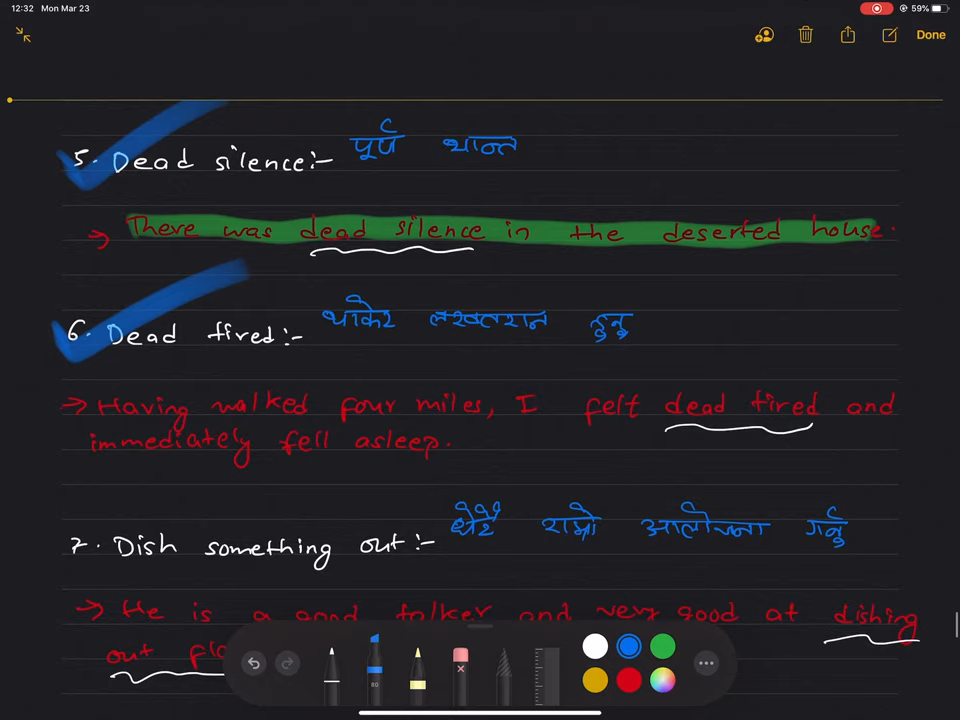 12:32 Mon Mar 23
59%
Done
5. Dead silence:- पूर्ण शान्त
→ There was dead silence in the deserted house.
6. Dead tired:- थाकेर लखतरान हुनु
→ Having walked four miles, I felt dead tired and
immediately fell asleep.
7. Dish something out:- धेरै राम्रो आलोचना गर्नु
→ He is a good talker and very good at dishing
out
80